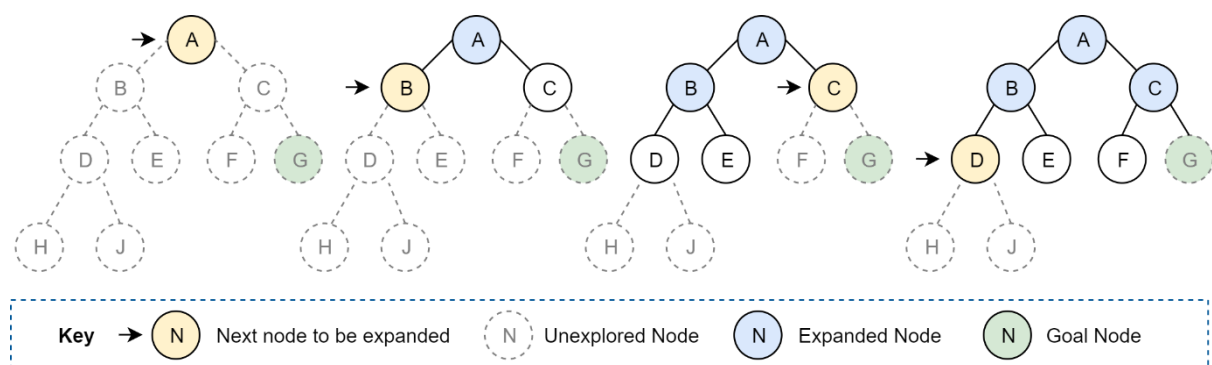 A A A A
B C B C B C B C
D E F G D E F G D E F G D E F G
H J H J H J H J
Key N Next node to be expanded N Unexplored Node N Expanded Node N Goal Node